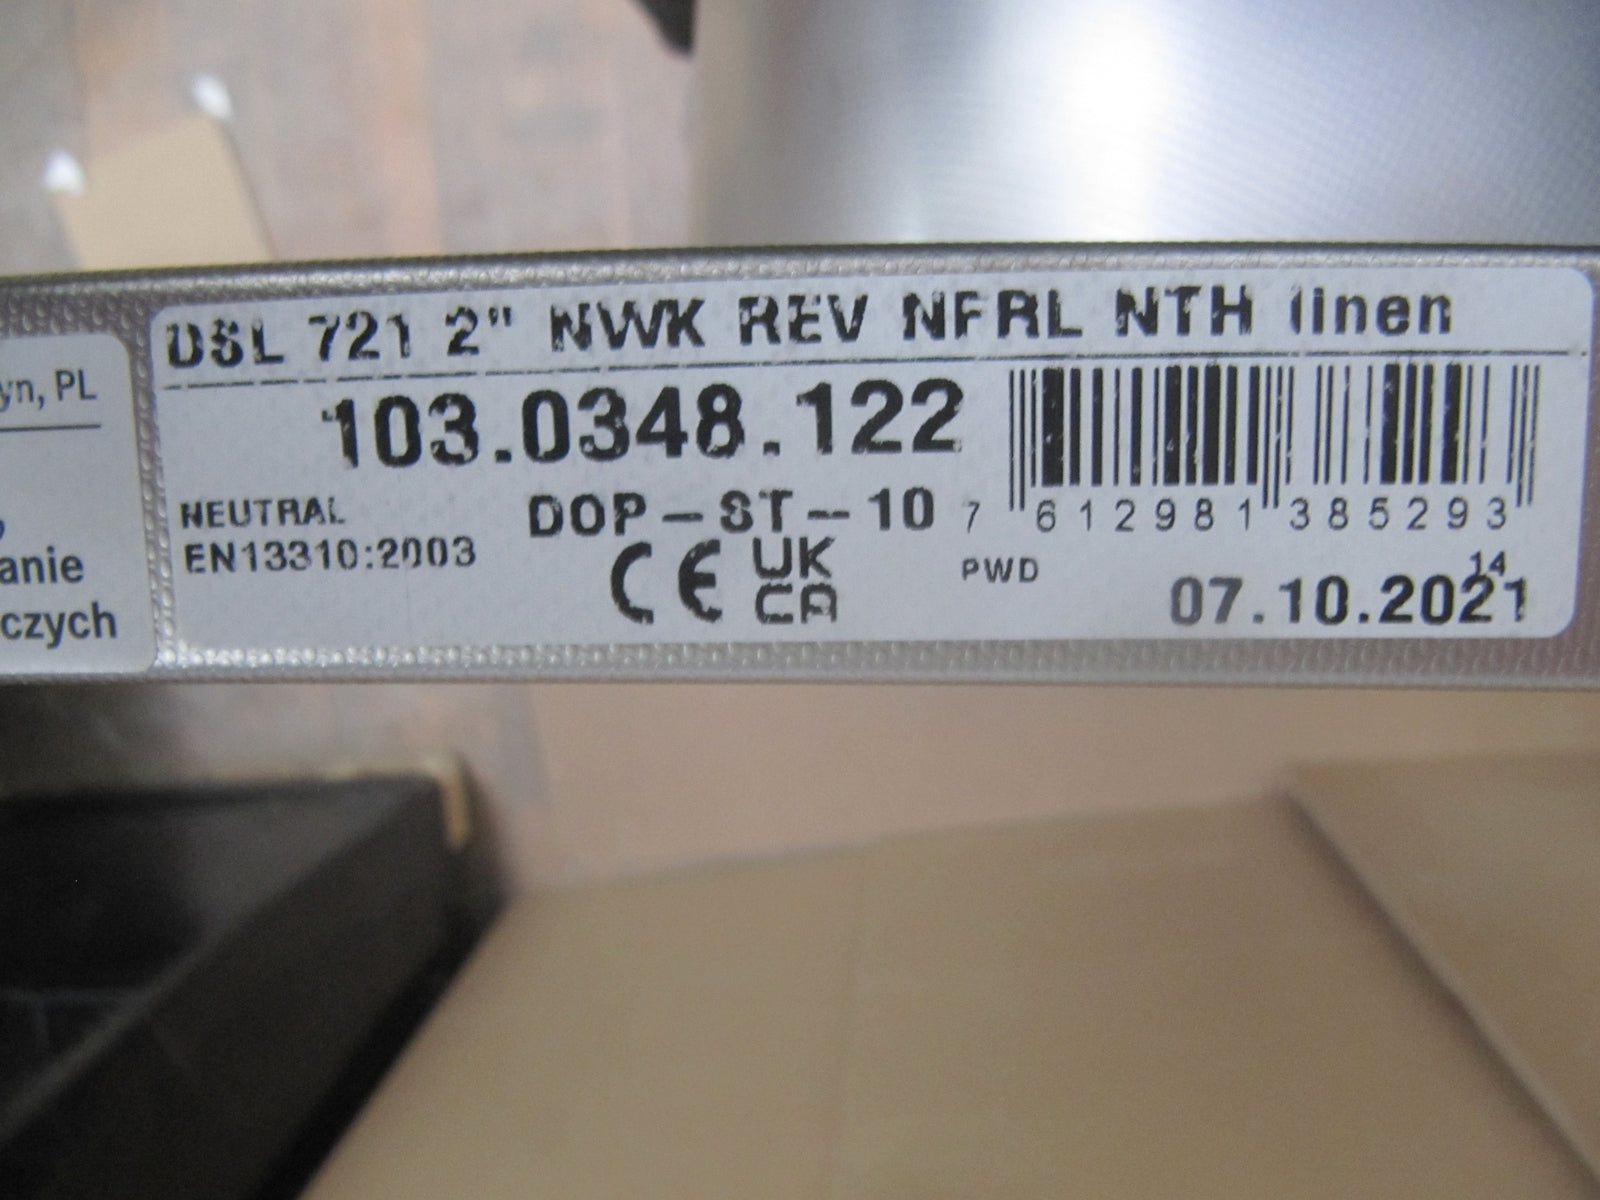 DSL 721 2" NWK REV NFRL NTH linen
103.0348.122
NEUTRAL
EN13310:2003
DOP-ST-10
CE UK
CA
7 612981 385293
PWD
14
07.10.2021
yn, PL
anie
czych